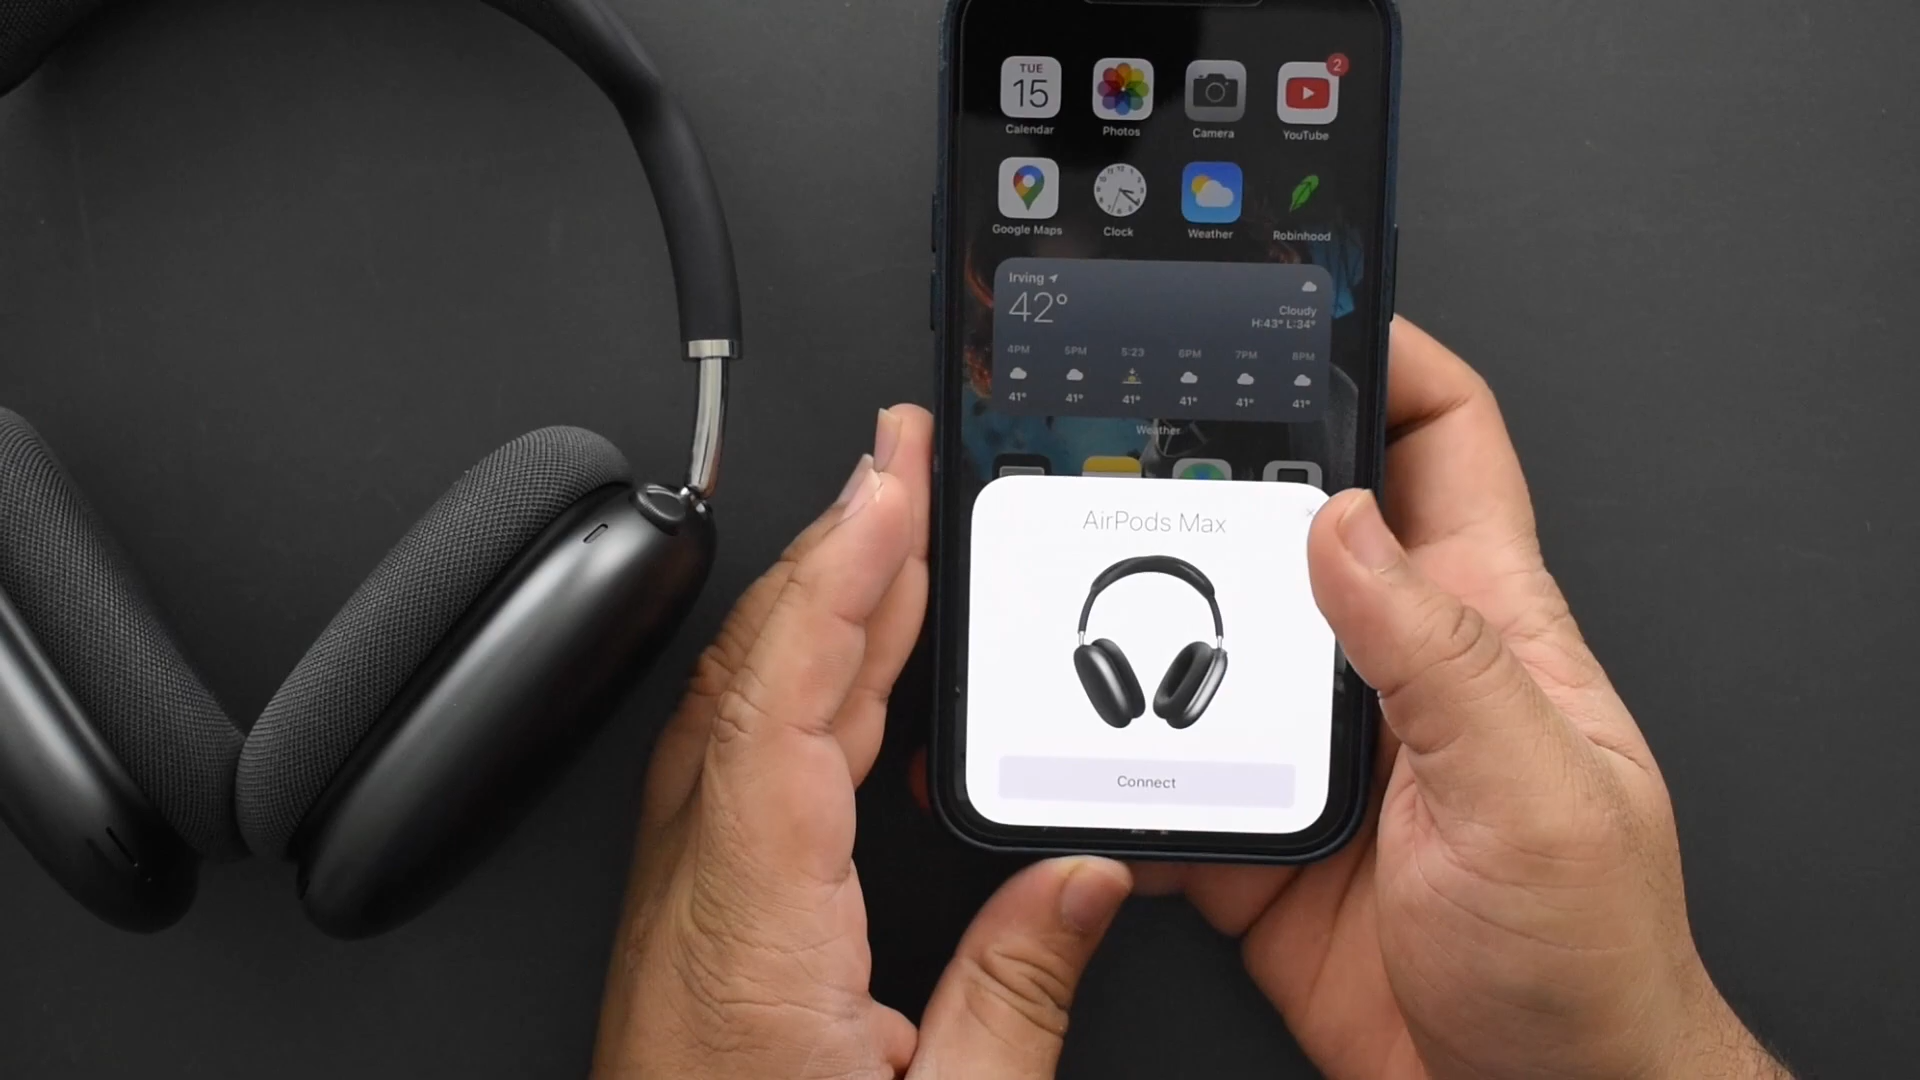 TUE
15
2
Calendar
Photos
Camera
YouTube
Google Maps
Clock
Weather
Robinhood
Irving
42°
Cloudy
H:43° L:34°
4PM 5PM 5:23 6PM 7PM 8PM
41° 41° 41° 41° 41° 41°
Weather
AirPods Max
Connect